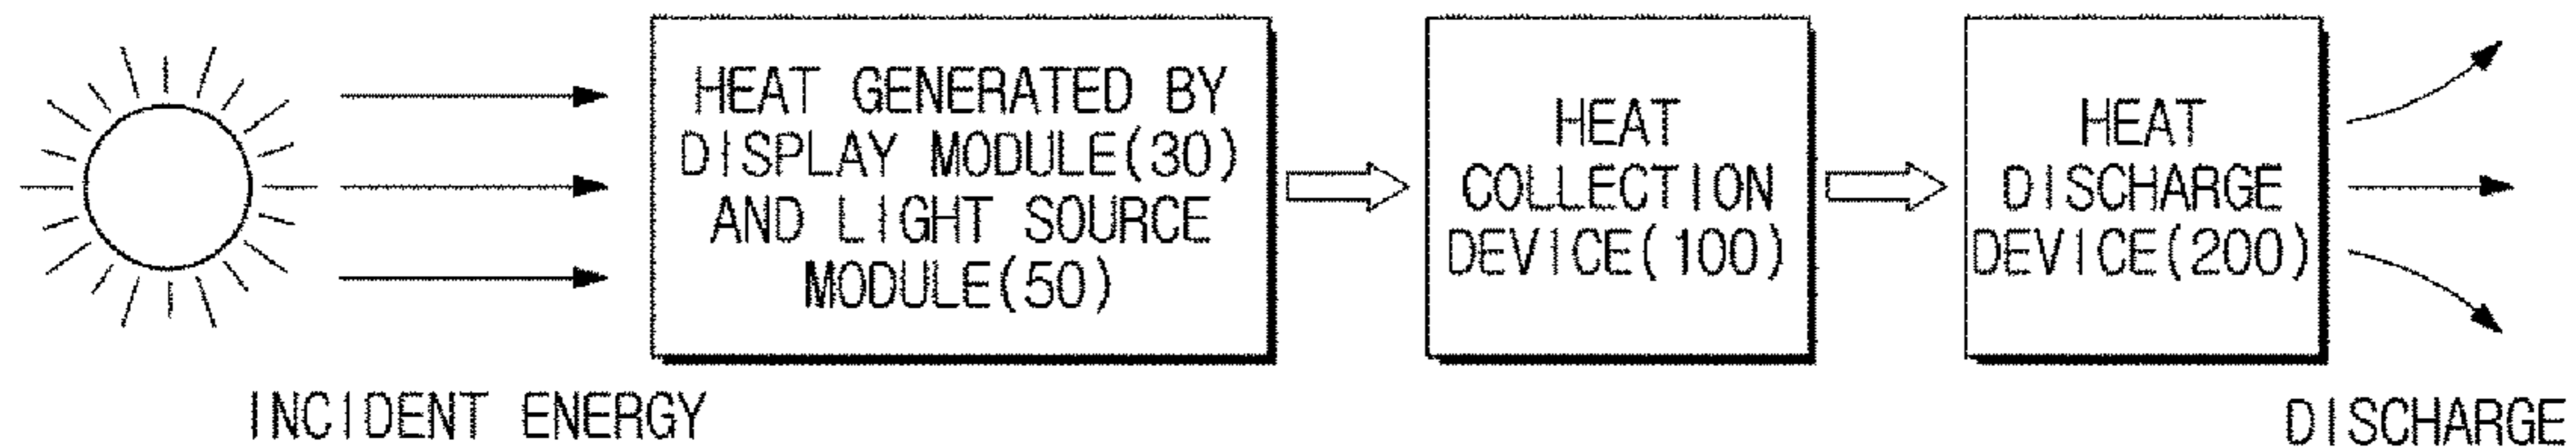 HEAT GENERATED BY
DISPLAY MODULE(30)
AND LIGHT SOURCE
MODULE(50)
HEAT
COLLECTION
DEVICE(100)
HEAT
DISCHARGE
DEVICE(200)
INCIDENT ENERGY
DISCHARGE